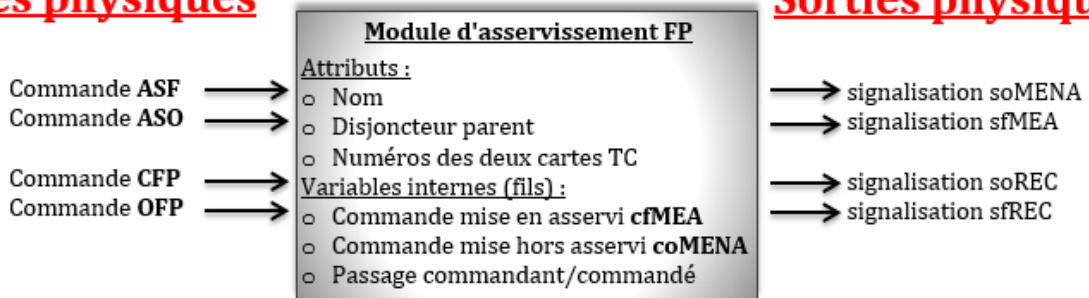 es physiques
Sorties physiqu
Module d'asservissement FP
Attributs :
o Nom
o Disjoncteur parent
o Numéros des deux cartes TC
Variables internes (fils) :
o Commande mise en asservi cfMEA
o Commande mise hors asservi coMENA
o Passage commandant/commandé
Commande ASF
Commande ASO
Commande CFP
Commande OFP
signalisation soMENA
signalisation sfMEA
signalisation soREC
signalisation sfREC